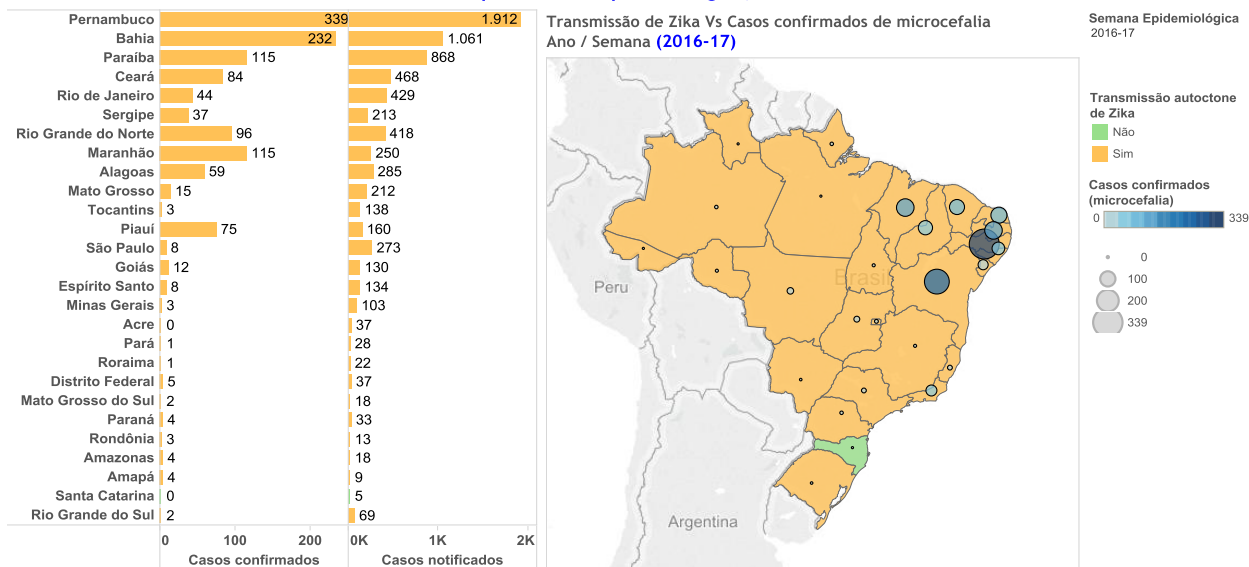 Pernambuco 339 1.912
Bahia 232 1.061
Paraíba 115 868
Ceará 84 468
Rio de Janeiro 44 429
Sergipe 37 213
Rio Grande do Norte 96 418
Maranhão 115 250
Alagoas 59 285
Mato Grosso 15 212
Tocantins 3 138
Piauí 75 160
São Paulo 8 273
Goiás 12 130
Espírito Santo 8 134
Minas Gerais 3 103
Acre 0 37
Pará 1 28
Roraima 1 22
Distrito Federal 5 37
Mato Grosso do Sul 2 18
Paraná 4 33
Rondônia 3 13
Amazonas 4 18
Amapá 4 9
Santa Catarina 0 5
Rio Grande do Sul 2 69
0 100 200 0K 1K 2K
Casos confirmados Casos notificados
Transmissão de Zika Vs Casos confirmados de microcefalia
Ano / Semana (2016-17)
Brasil
Peru
Argentina
Semana Epidemiológica
2016-17
Transmissão autoctone
de Zika
Não
Sim
Casos confirmados
(microcefalia)
0 339
0
100
200
339